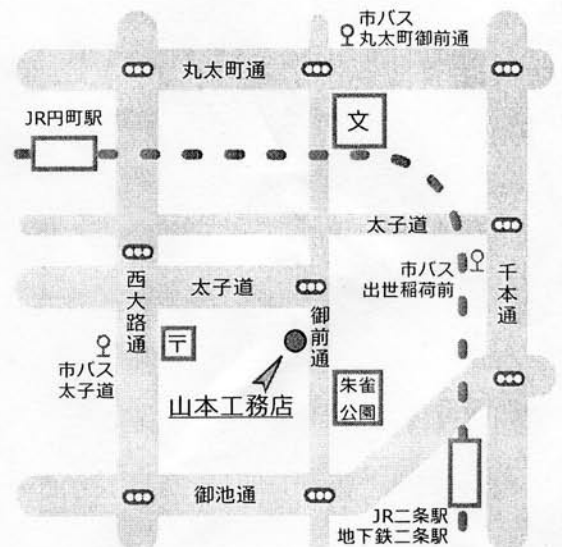 市バス
丸太町御前通
丸太町通
JR円町駅
文
太子道
市バス
出世稲荷前
千本通
西大路通
太子道
御前通
〒
市バス
太子道
山本工務店
朱雀
公園
御池通
JR二条駅
地下鉄二条駅